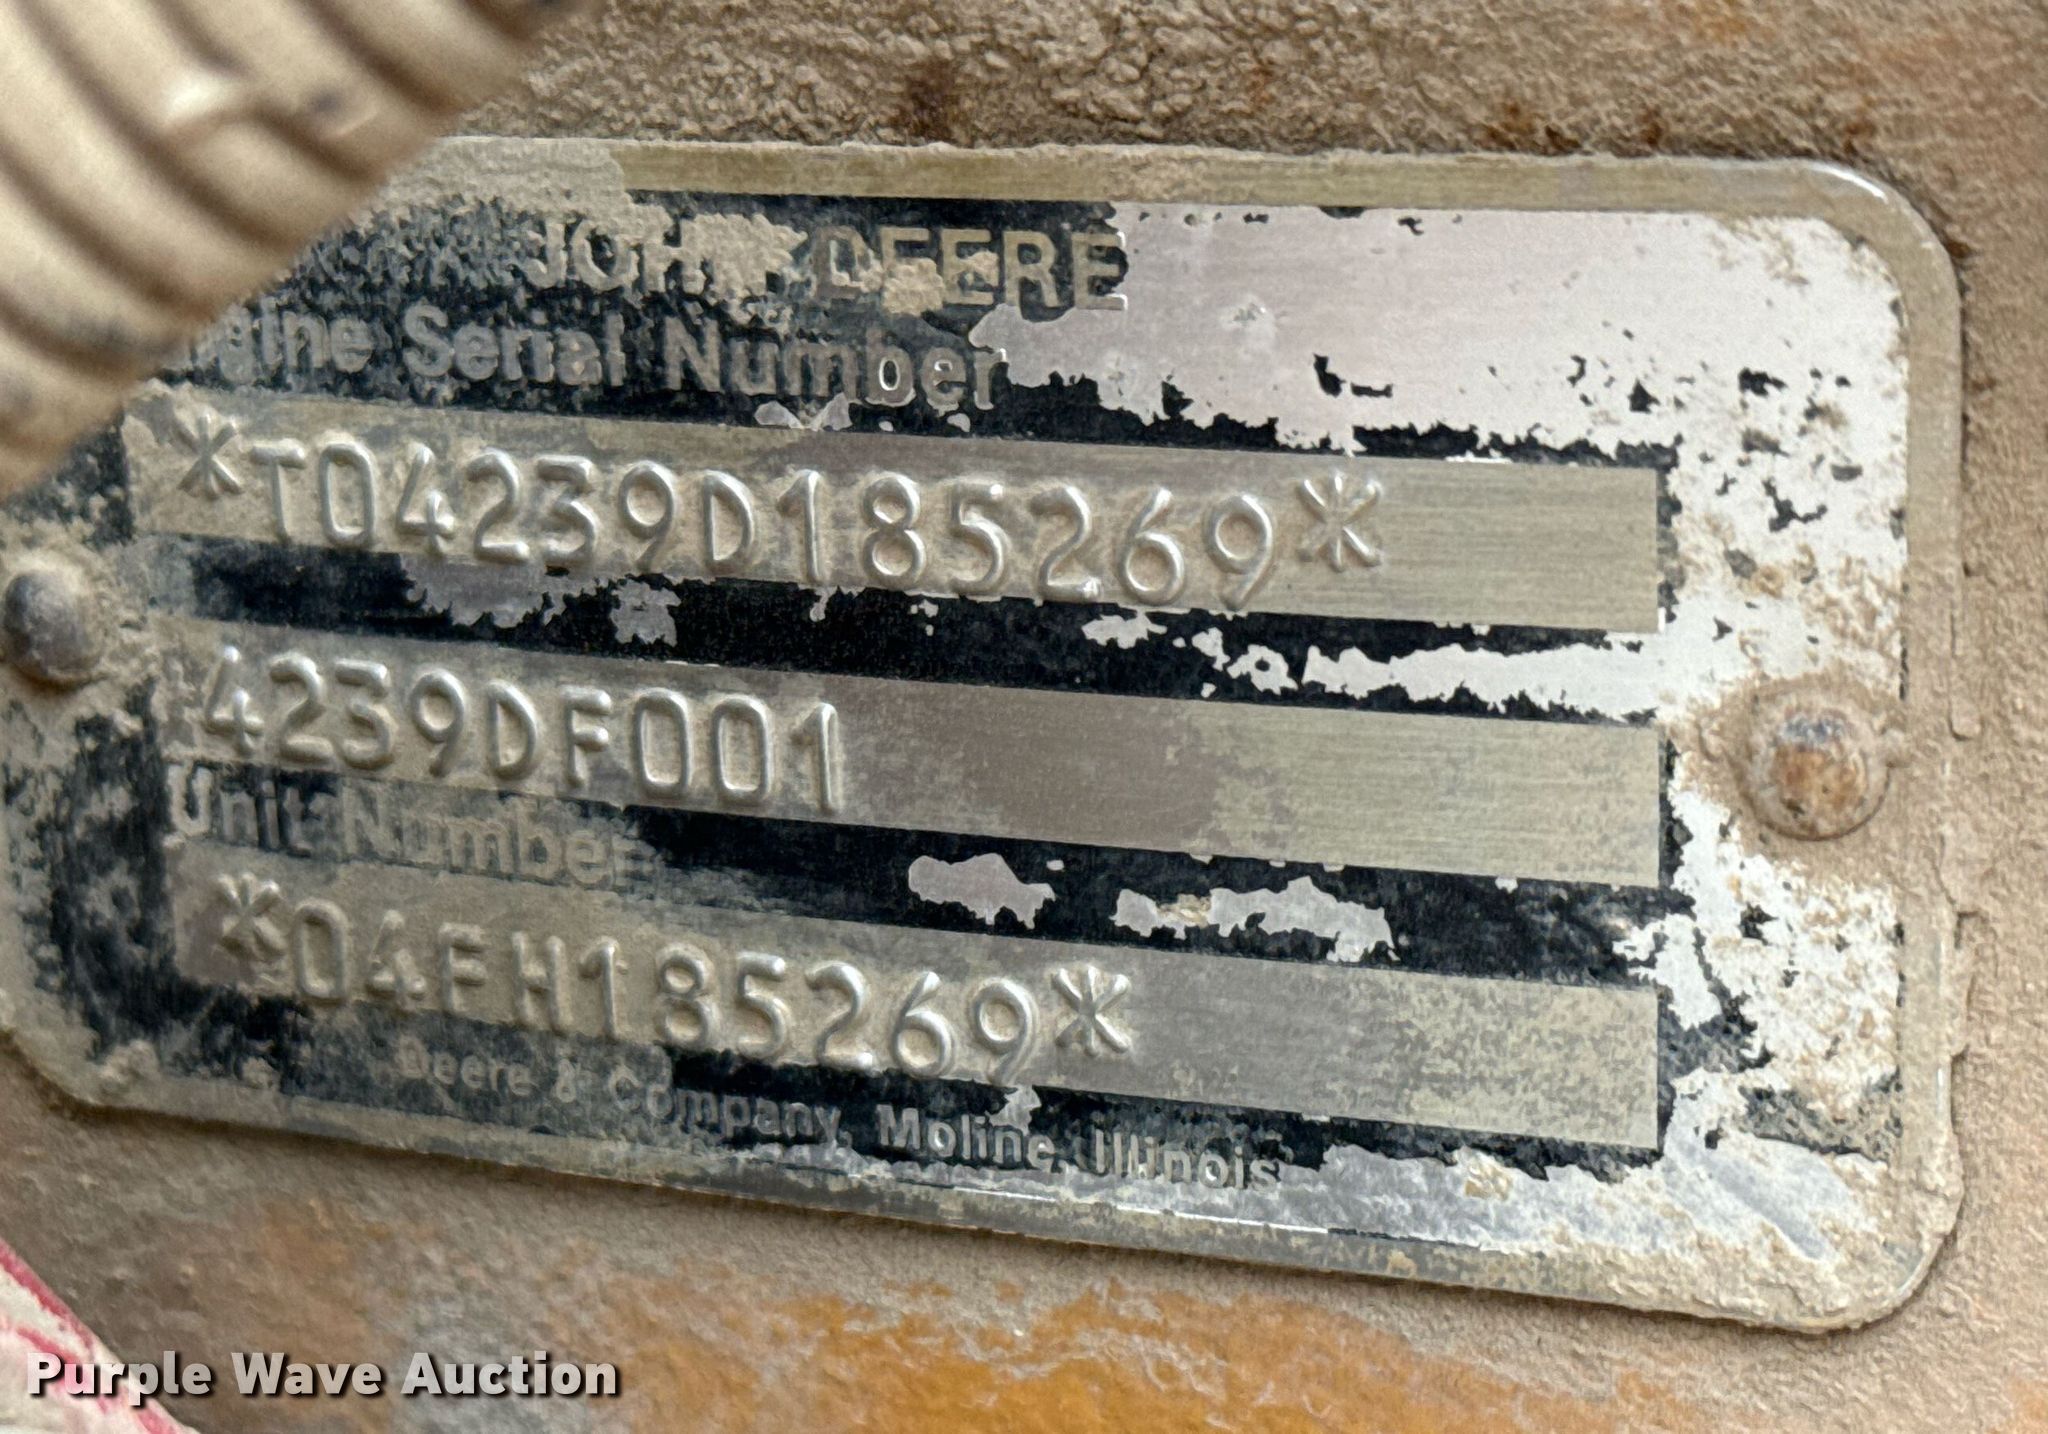 JOHN DEERE
Engine Serial Number
*T04239D185269*
4239DF001
Unit Number
*04FH185269*
Deere & Company, Moline, Illinois
Purple Wave Auction